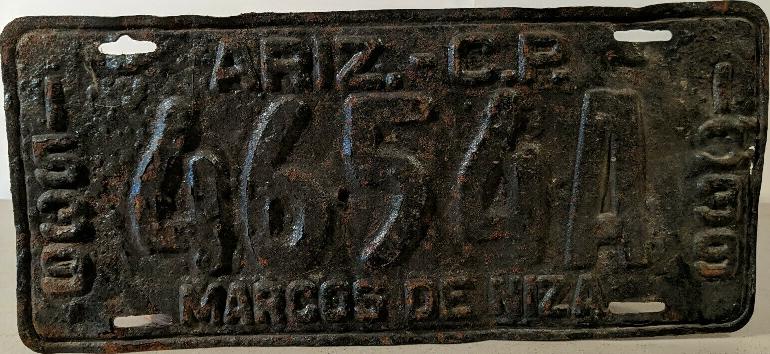 ARIZ.-C.P.
1539
4654A
1939
MARCOS DE NIZA